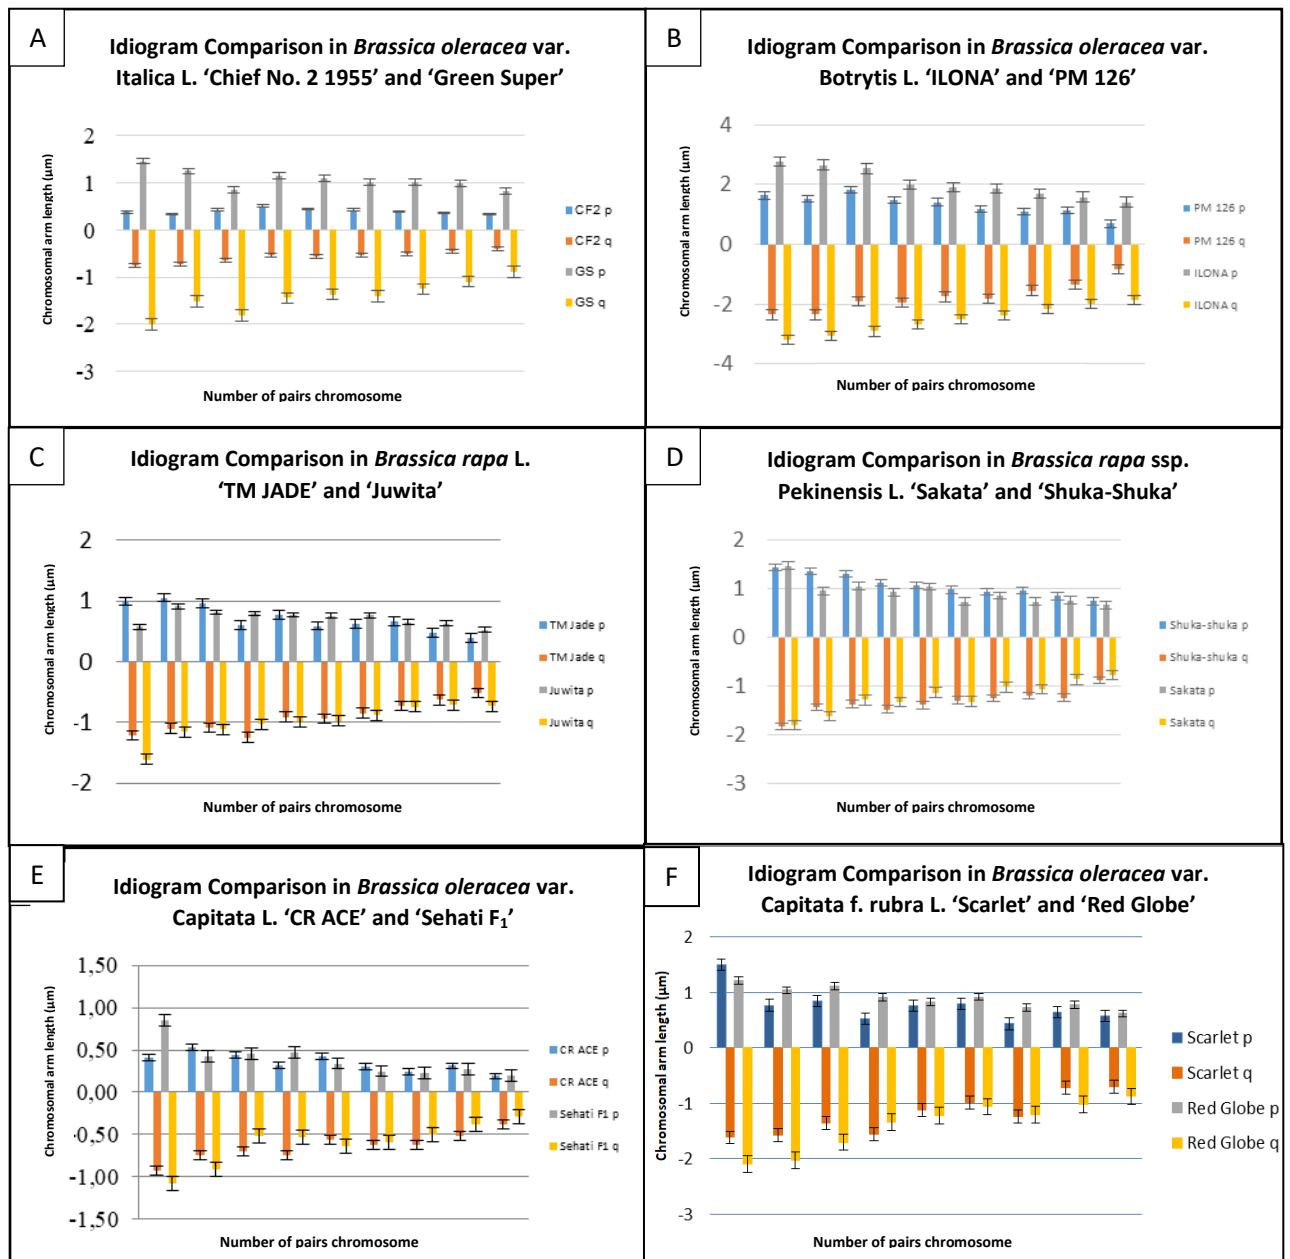 A
Idiogram Comparison in Brassica oleracea var.
Italica L. ‘Chief No. 2 1955’ and ‘Green Super’
Chromosomal arm length (µm)
2
1
0
-1
-2
-3
CF2 p
CF2 q
GS p
GS q
Number of pairs chromosome
B
Idiogram Comparison in Brassica oleracea var.
Botrytis L. ‘ILONA’ and ‘PM 126’
Chromosomal arm length (µm)
4
2
0
-2
-4
PM 126 p
PM 126 q
ILONA p
ILONA q
Number of pairs chromosome
C
Idiogram Comparison in Brassica rapa L.
‘TM JADE’ and ‘Juwita’
Chromosomal arm length (µm)
2
1
0
-1
-2
TM Jade p
TM Jade q
Juwita p
Juwita q
Number of pairs chromosome
D
Idiogram Comparison in Brassica rapa ssp.
Pekinensis L. ‘Sakata’ and ‘Shuka-Shuka’
Chromosomal arm length (µm)
2
1
0
-1
-2
-3
Shuka-shuka p
Shuka-shuka q
Sakata p
Sakata q
Number of pairs chromosome
E
Idiogram Comparison in Brassica oleracea var.
Capitata L. ‘CR ACE’ and ‘Sehati F₁’
Chromosomal arm length (µm)
1,50
1,00
0,50
0,00
-0,50
-1,00
-1,50
CR ACE p
CR ACE q
Sehati F1 p
Sehati F1 q
Number of pairs chromosome
F
Idiogram Comparison in Brassica oleracea var.
Capitata f. rubra L. ‘Scarlet’ and ‘Red Globe’
Chromosomal arm length (µm)
2
1
0
-1
-2
-3
Scarlet p
Scarlet q
Red Globe p
Red Globe q
Number of pairs chromosome